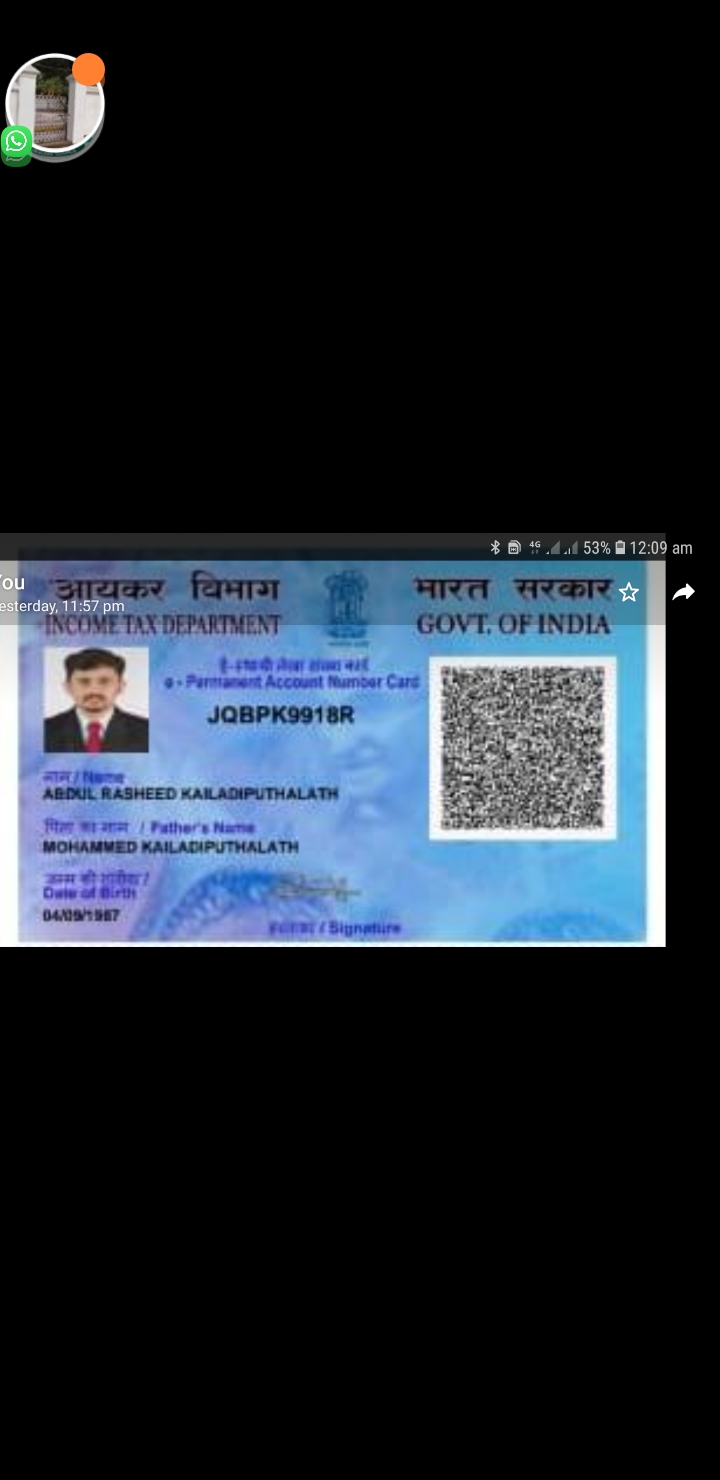 53% 12:09 am
You
esterday, 11:57 pm
आयकर विभाग
भारत सरकार
INCOME TAX DEPARTMENT
GOVT. OF INDIA
ई-स्थायी लेखा संख्या कार्ड
e - Permanent Account Number Card
JQBPK9918R
नाम / Name
ABDUL RASHEED KAILADIPUTHALATH
पिता का नाम / Father's Name
MOHAMMED KAILADIPUTHALATH
जन्म की तारीख /
Date of Birth
04/09/1987
हस्ताक्षर / Signature